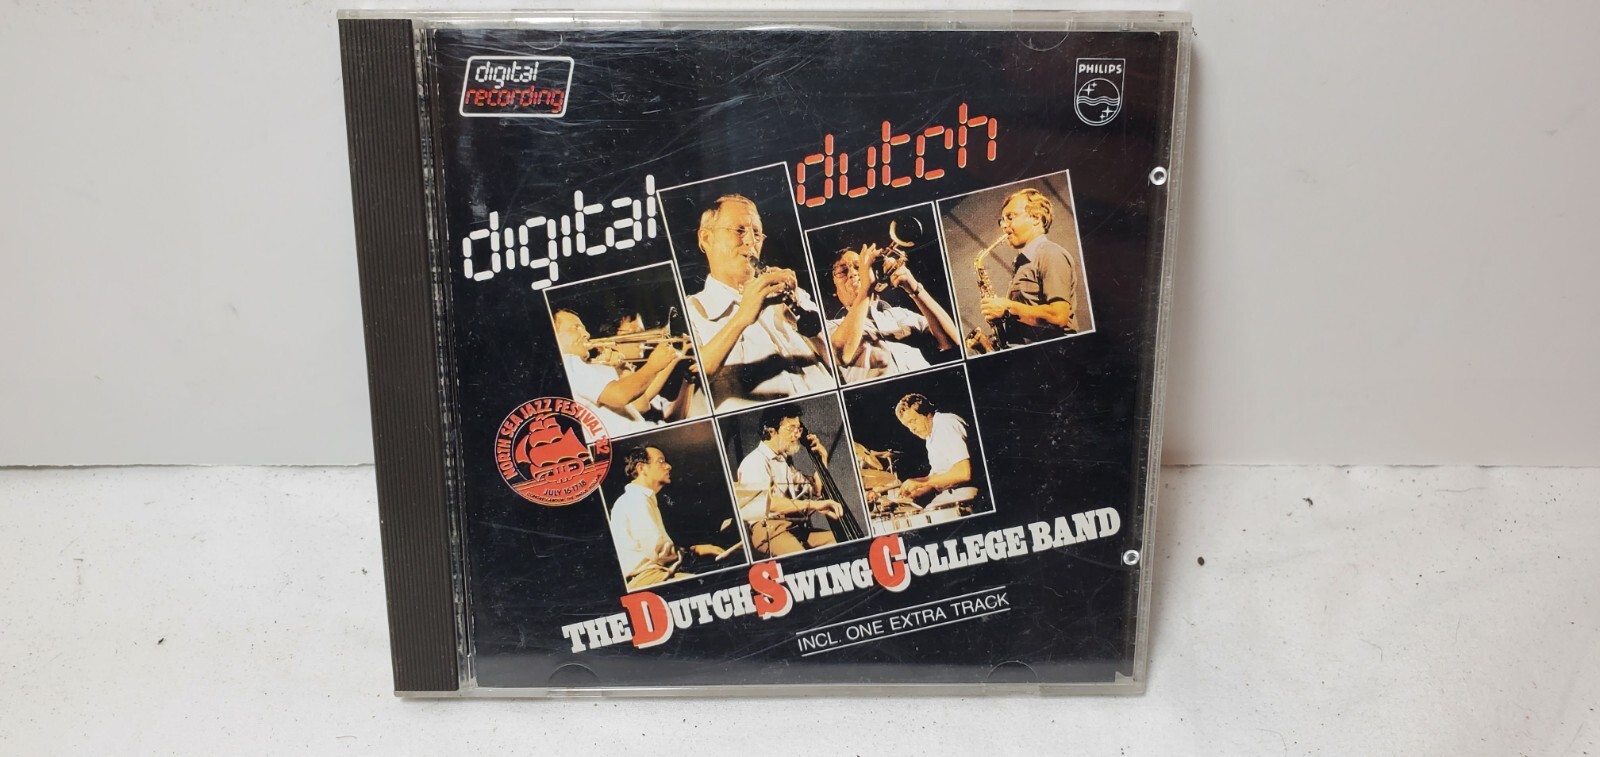 digital
recording
PHILIPS
digital dutch
NORTH SEA JAZZ FESTIVAL '82
JULY 16-17-18
THE DUTCH SWING COLLEGE BAND
INCL. ONE EXTRA TRACK